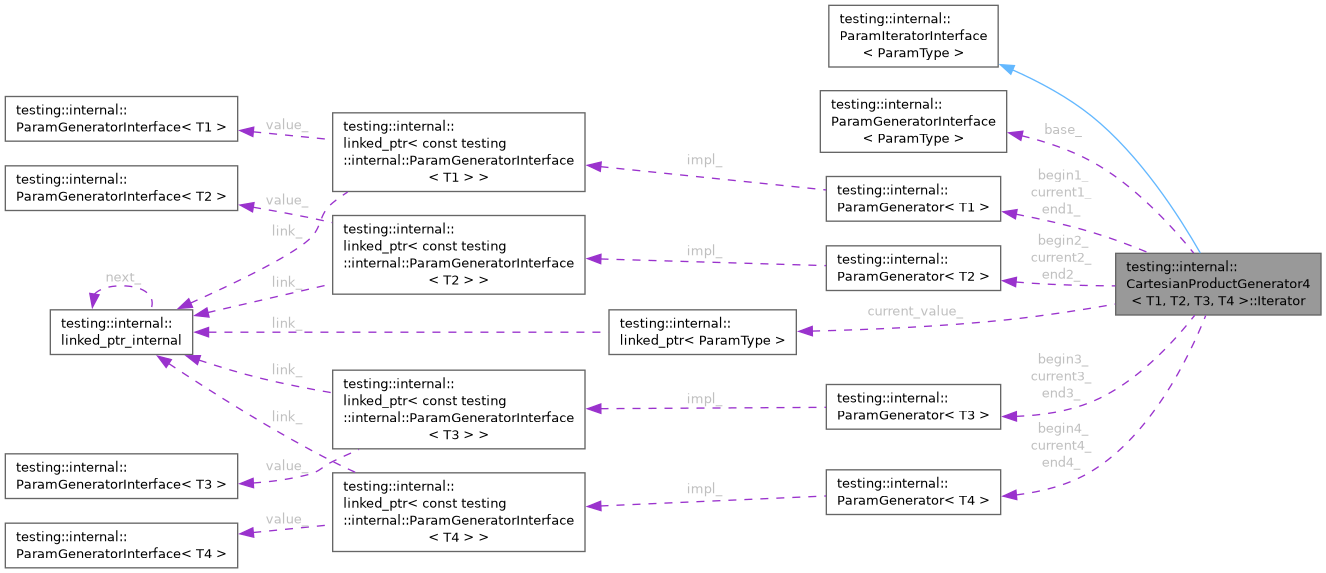 testing::internal::
ParamIteratorInterface
< ParamType >
testing::internal::
ParamGeneratorInterface
< ParamType >
base_
testing::internal::
ParamGeneratorInterface< T1 >
value_
testing::internal::
linked_ptr< const testing
::internal::ParamGeneratorInterface
< T1 > >
impl_
testing::internal::
ParamGenerator< T1 >
begin1_
current1_
end1_
testing::internal::
ParamGeneratorInterface< T2 >
value_
link_
testing::internal::
linked_ptr< const testing
::internal::ParamGeneratorInterface
< T2 > >
impl_
testing::internal::
ParamGenerator< T2 >
begin2_
current2_
end2_
testing::internal::
CartesianProductGenerator4
< T1, T2, T3, T4 >::Iterator
next_
link_
testing::internal::
linked_ptr_internal
link_
testing::internal::
linked_ptr< ParamType >
current_value_
link_
testing::internal::
linked_ptr< const testing
::internal::ParamGeneratorInterface
< T3 > >
impl_
testing::internal::
ParamGenerator< T3 >
begin3_
current3_
end3_
link_
testing::internal::
ParamGeneratorInterface< T3 >
value_
testing::internal::
linked_ptr< const testing
::internal::ParamGeneratorInterface
< T4 > >
impl_
testing::internal::
ParamGenerator< T4 >
begin4_
current4_
end4_
testing::internal::
ParamGeneratorInterface< T4 >
value_